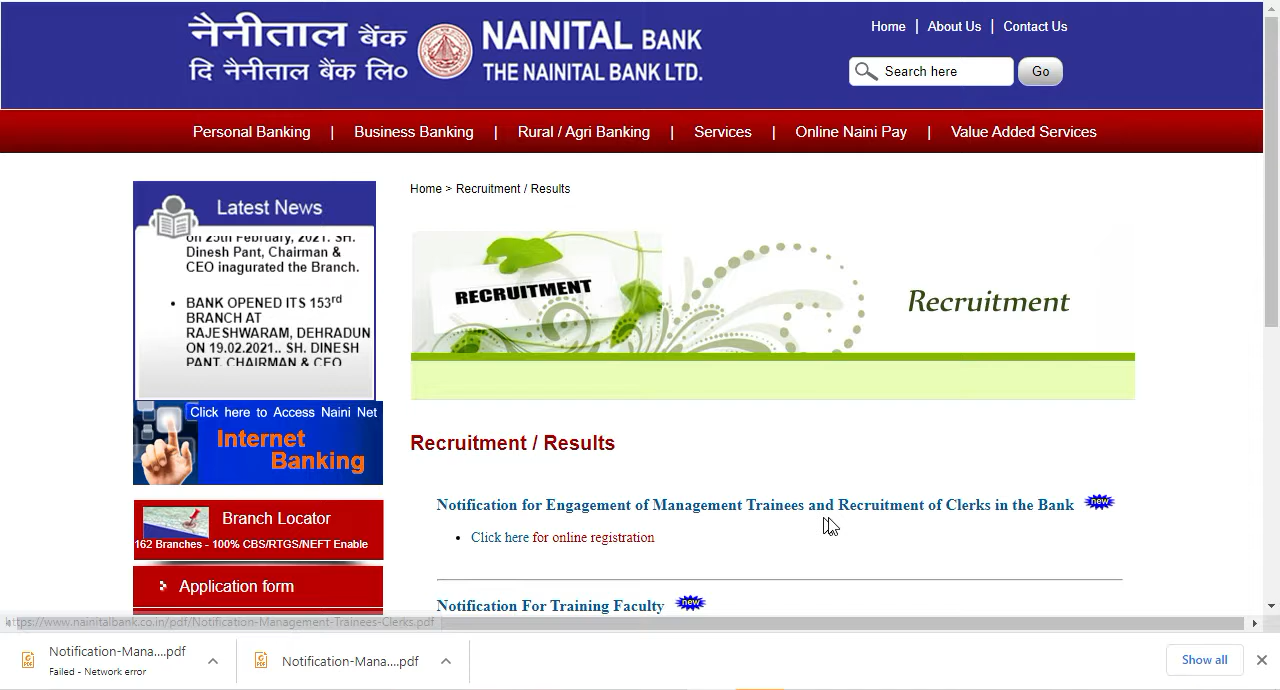 नैनीताल बैंक
दि नैनीताल बैंक लि०
NAINITAL BANK
THE NAINITAL BANK LTD.
Home | About Us | Contact Us
Search here
Go
Personal Banking | Business Banking | Rural / Agri Banking | Services | Online Naini Pay | Value Added Services
Latest News
on 25th February, 2021. SH.
Dinesh Pant, Chairman &
CEO inagurated the Branch.
BANK OPENED ITS 153rd
BRANCH AT
RAJESHWARAM, DEHRADUN
ON 19.02.2021.. SH. DINESH
PANT, CHAIRMAN & CEO
Click here to Access Naini Net
Internet
Banking
Branch Locator
162 Branches - 100% CBS/RTGS/NEFT Enable
Application form
Home > Recruitment / Results
RECRUITMENT
Recruitment
Recruitment / Results
Notification for Engagement of Management Trainees and Recruitment of Clerks in the Bank new
• Click here for online registration
Notification For Training Faculty new
https://www.nainitalbank.co.in/pdf/Notification-Management-Trainees-Clerks.pdf
Notification-Mana....pdf
Failed - Network error
Notification-Mana....pdf
Show all